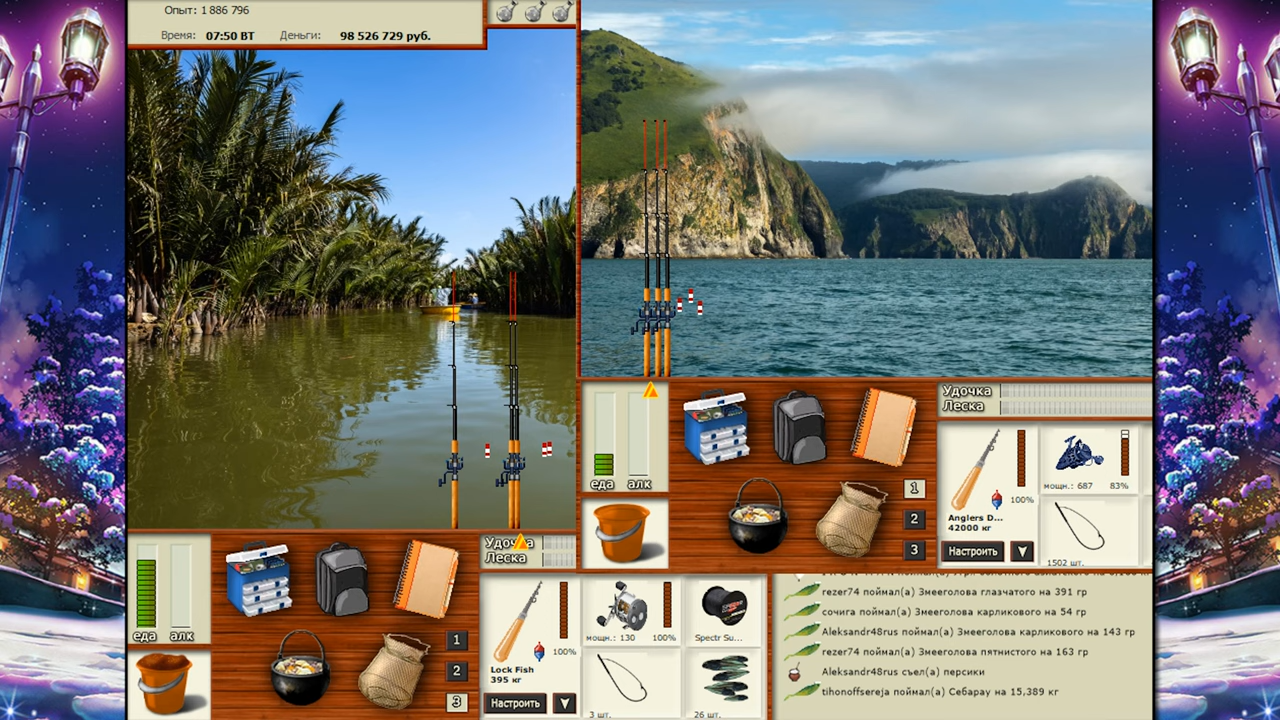 Опыт: 1 886 796
Время: 07:50 ВТ Деньги: 98 526 729 руб.
Удочка
Леска
еда алк
1
2
3
мощн.: 687 83%
100%
Anglers D...
42000 кг
Настроить
1502 шт.
Леска
еда алк
1
2
3
мощн.: 130 100%
Spectr Su...
100%
Lock Fish
395 кг
Настроить
3 шт.
26 шт.
rezer74 поймал(а) Змееголова глазчатого на 391 гр
сочига поймал(а) Змееголова карликового на 54 гр
Aleksandr48rus поймал(а) Змееголова карликового на 143 гр
rezer74 поймал(а) Змееголова пятнистого на 163 гр
Aleksandr48rus съел(а) персики
tihonoffsereja поймал(а) Себарау на 15,389 кг